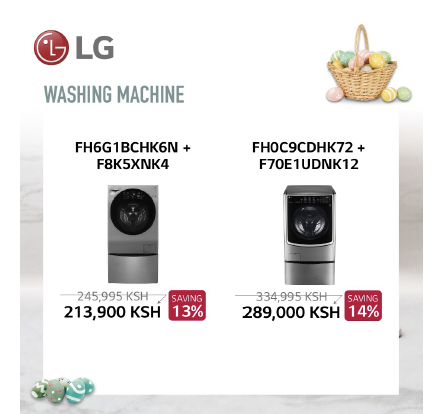 LG
WASHING MACHINE
FH6G1BCHK6N +
F8K5XNK4
FH0C9CDHK72 +
F70E1UDNK12
245,995 KSH
213,900 KSH
SAVING
13%
334,995 KSH
289,000 KSH
SAVING
14%